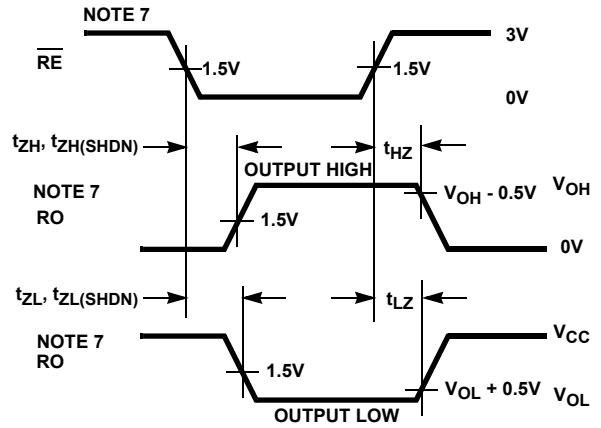 NOTE 7
RE
3V
1.5V
1.5V
0V
tZH, tZH(SHDN)
tHZ
OUTPUT HIGH
NOTE 7
RO
VOH - 0.5V
VOH
1.5V
0V
tZL, tZL(SHDN)
tLZ
NOTE 7
RO
VCC
1.5V
VOL + 0.5V
VOL
OUTPUT LOW